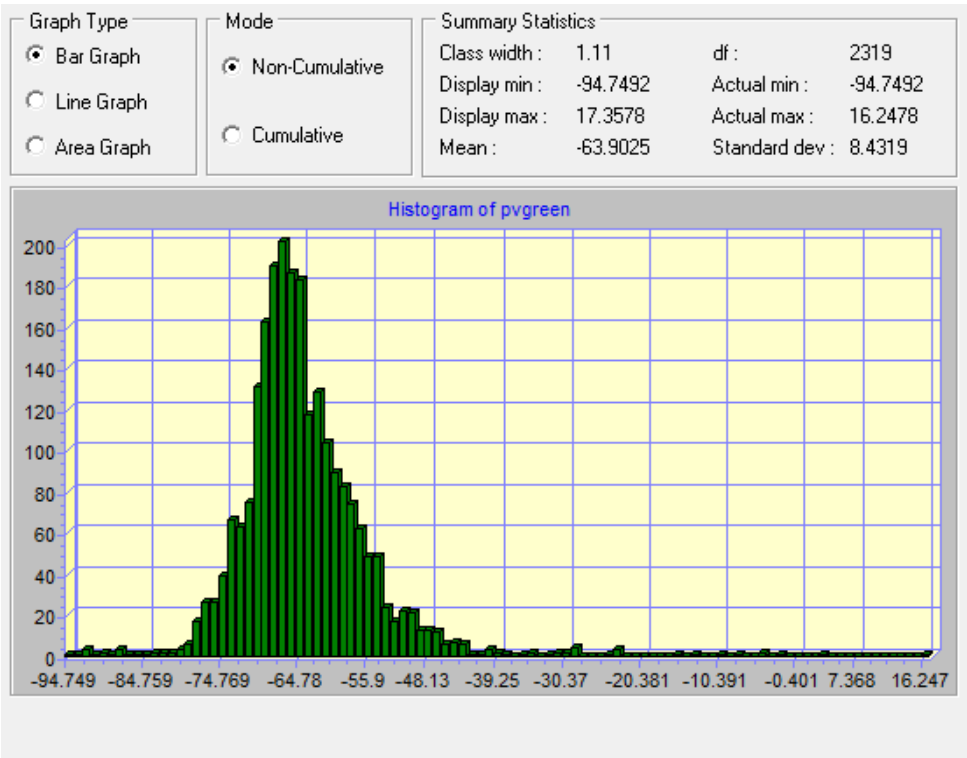 Graph Type
Bar Graph
Line Graph
Area Graph
Mode
Non-Cumulative
Cumulative
Summary Statistics
Class width : 1.11 df : 2319
Display min : -94.7492 Actual min : -94.7492
Display max : 17.3578 Actual max : 16.2478
Mean : -63.9025 Standard dev : 8.4319
Histogram of pvgreen
200
180
160
140
120
100
80
60
40
20
0
-94.749 -84.759 -74.769 -64.78 -55.9 -48.13 -39.25 -30.37 -20.381 -10.391 -0.401 7.368 16.247